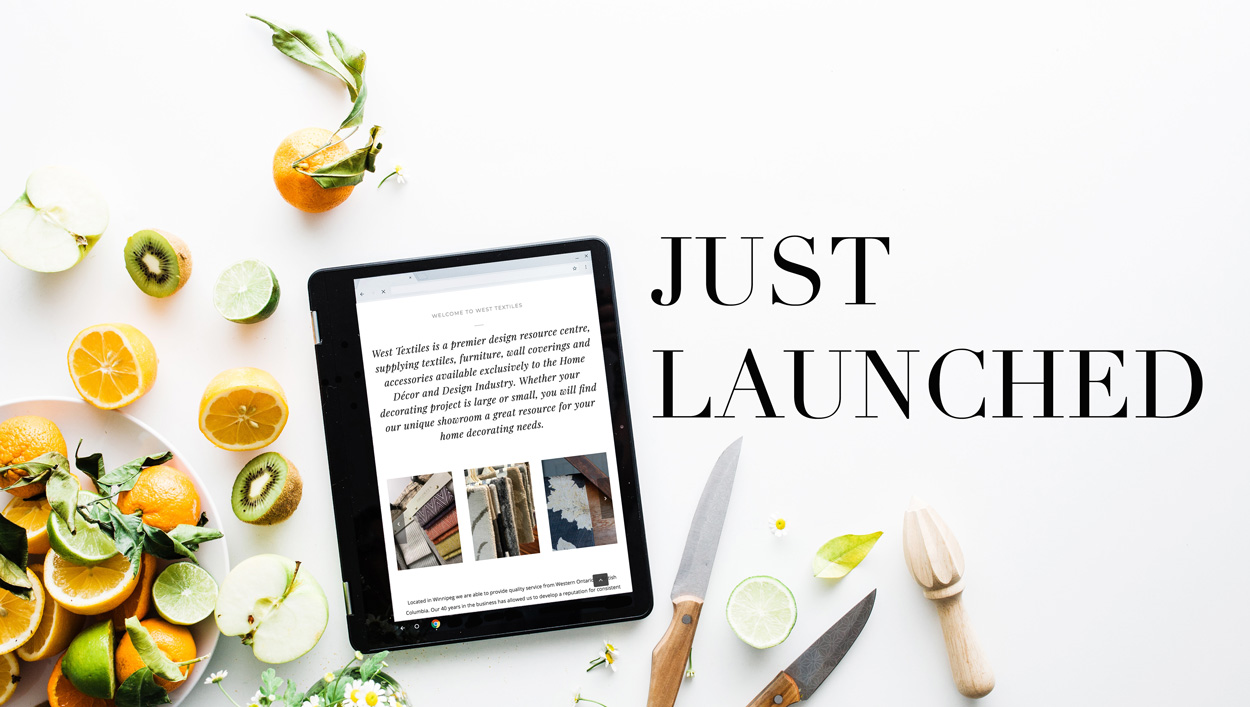 JUST
LAUNCHED
WELCOME TO WEST TEXTILES
West Textiles is a premier design resource centre,
supplying textiles, furniture, wall coverings and
accessories available exclusively to the Home
Décor and Design Industry. Whether your
decorating project is large or small, you will find
our unique showroom a great resource for your
home decorating needs.
Located in Winnipeg we are able to provide quality service from Western Ontario
Columbia. Our 40 years in the business has allowed us to develop a reputation for consistent